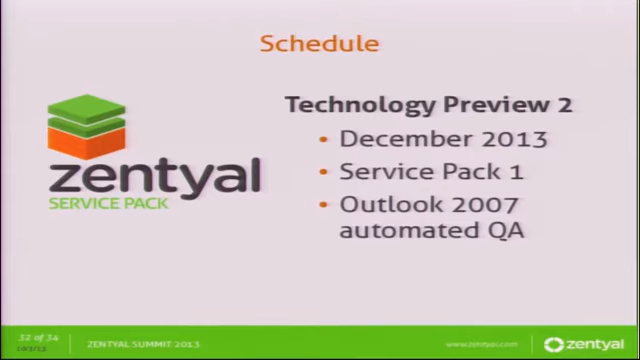 Schedule
zentyal
SERVICE PACK
Technology Preview 2
• December 2013
• Service Pack 1
• Outlook 2007
automated QA
32 of 34
ZENTYAL SUMMIT 2013
www.zentyal.com
zentyal